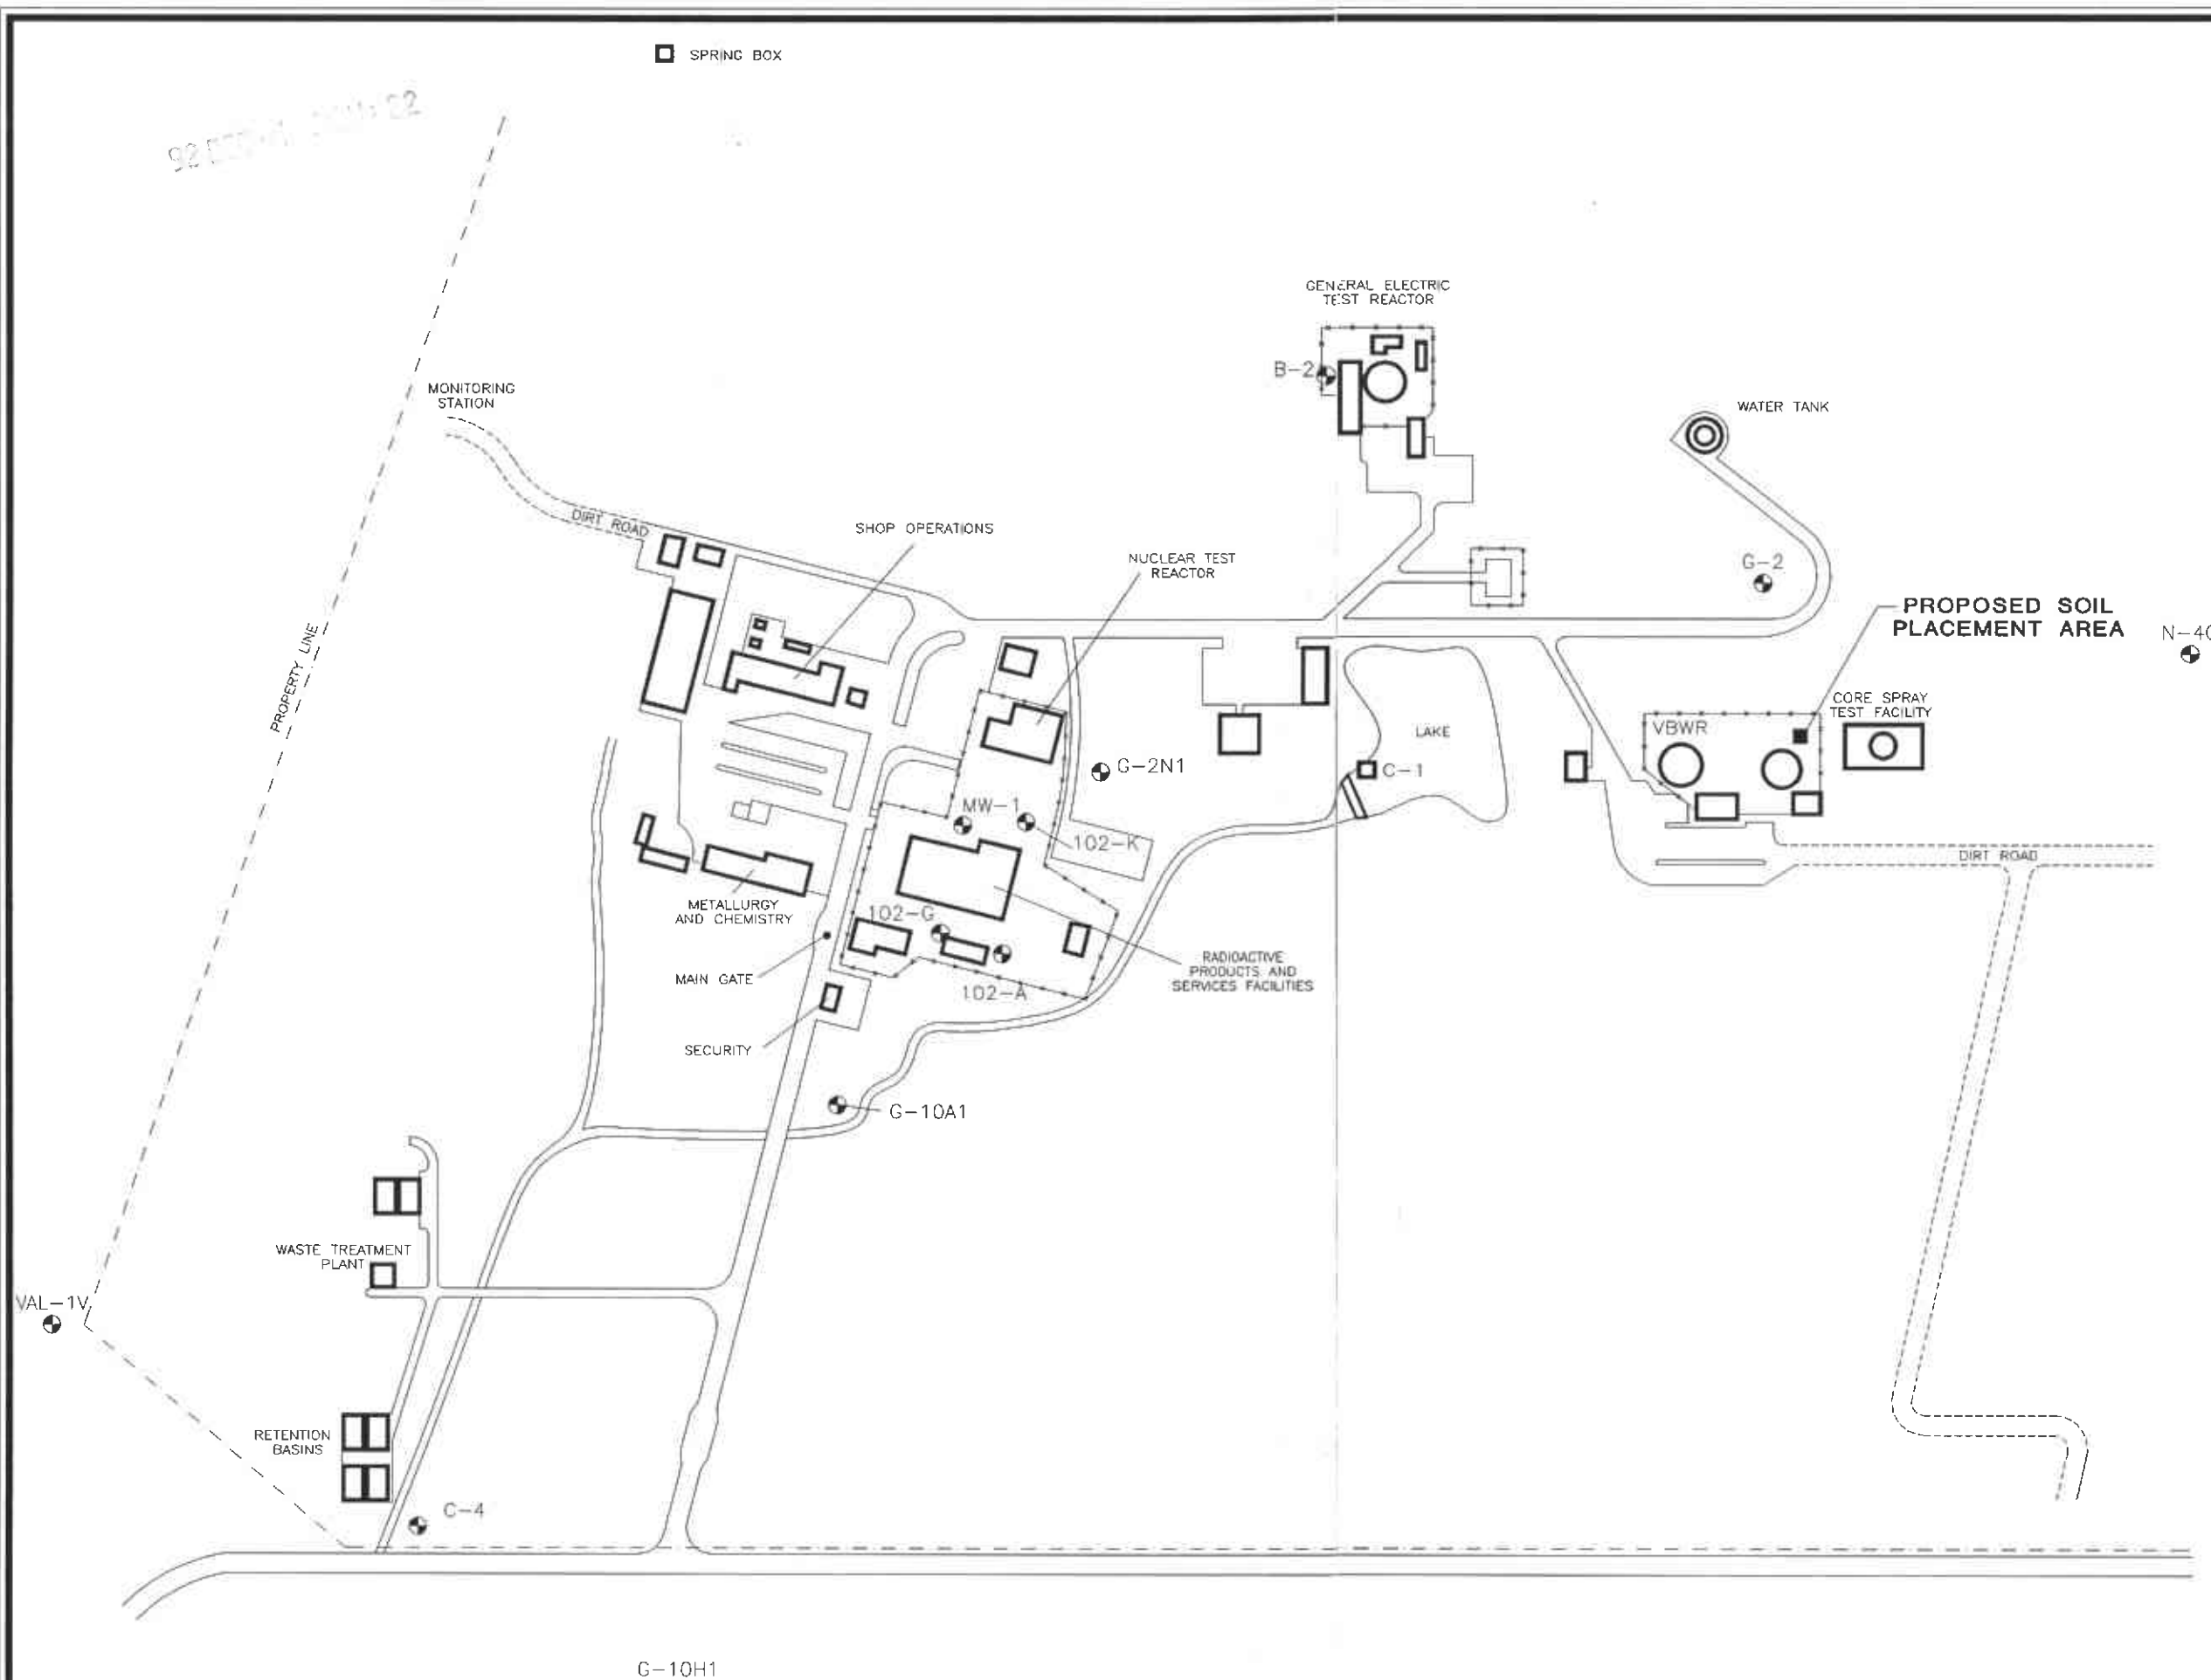 SPRING BOX
GENERAL ELECTRIC
TEST REACTOR
B-2
MONITORING
STATION
WATER TANK
DIRT ROAD
SHOP OPERATIONS
NUCLEAR TEST
REACTOR
G-2
PROPOSED SOIL
PLACEMENT AREA
PROPERTY LINE
CORE SPRAY
TEST FACILITY
VBWR
LAKE
G-2N1
C-1
MW-1
102-K
DIRT ROAD
METALLURGY
AND CHEMISTRY
102-G
MAIN GATE
RADIOACTIVE
PRODUCTS AND
SERVICES FACILITIES
102-A
SECURITY
G-10A1
WASTE TREATMENT
PLANT
VAL-1V
RETENTION
BASINS
C-4
G-10H1